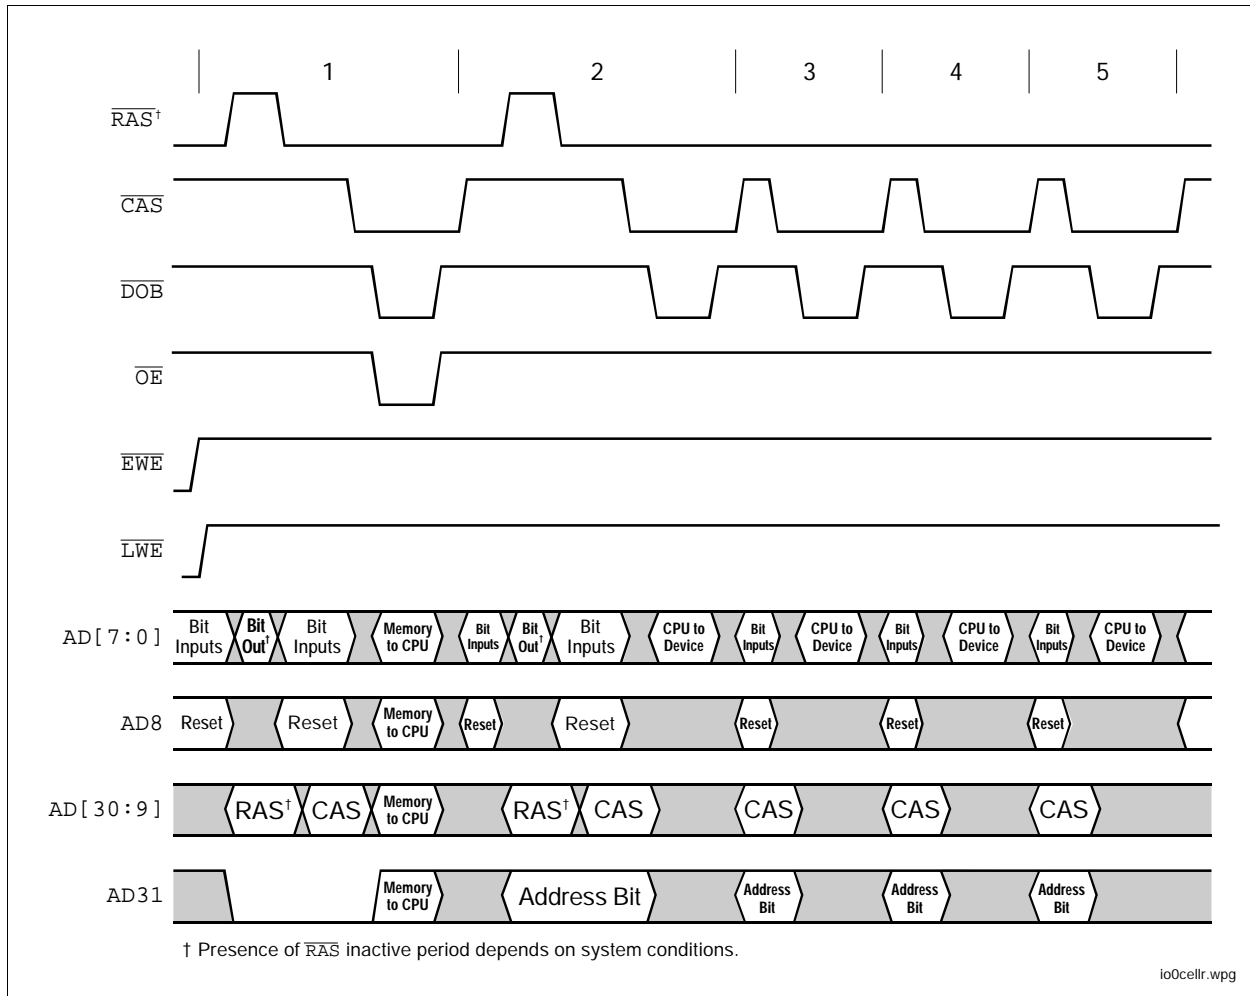 1 2 3 4 5
RAS†
CAS
DOB
OE
EWE
LWE
AD[7:0] Bit Inputs Bit Out† Bit Inputs Memory to CPU Bit Inputs Bit Out† Bit Inputs CPU to Device Bit Inputs CPU to Device Bit Inputs CPU to Device Bit Inputs CPU to Device
AD8 Reset Reset Memory to CPU Reset Reset Reset Reset Reset
AD[30:9] RAS† CAS Memory to CPU RAS† CAS CAS CAS CAS
AD31 Memory to CPU Address Bit Address Bit Address Bit Address Bit
† Presence of RAS inactive period depends on system conditions.
io0cellr.wpg